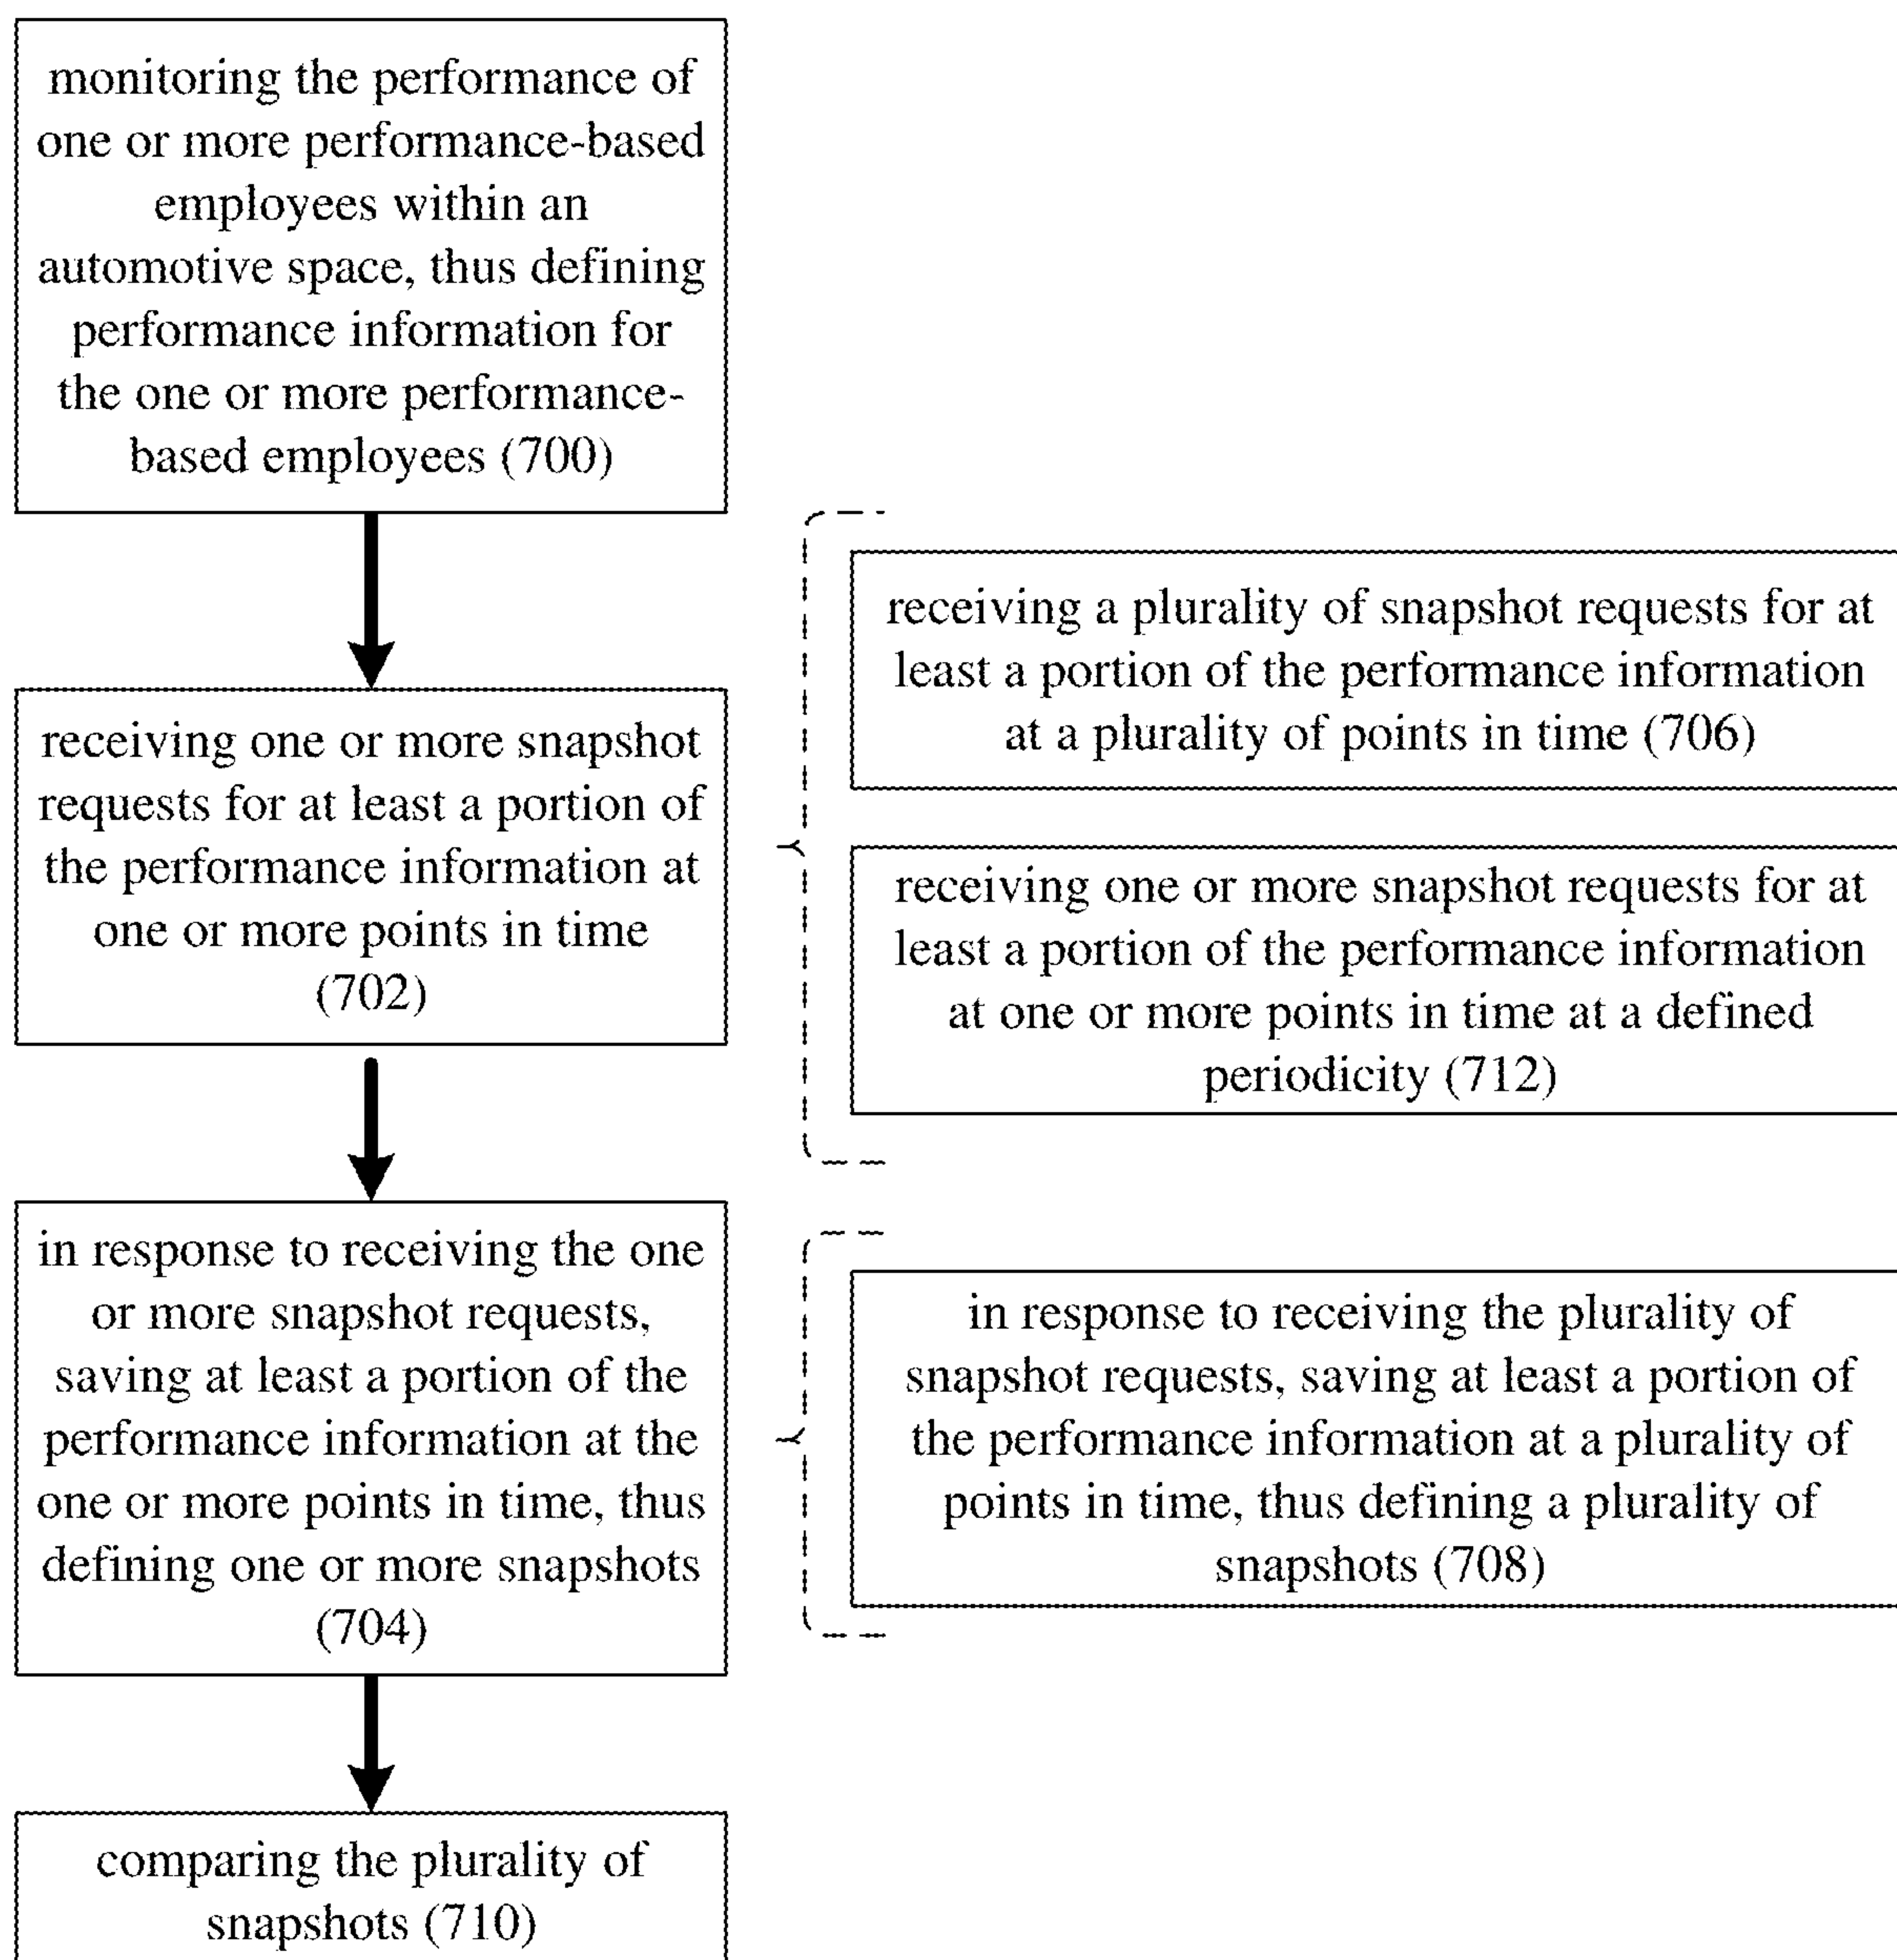 monitoring the performance of
one or more performance-based
employees within an
automotive space, thus defining
performance information for
the one or more performance-
based employees (700)
receiving one or more snapshot
requests for at least a portion of
the performance information at
one or more points in time
(702)
receiving a plurality of snapshot requests for at
least a portion of the performance information
at a plurality of points in time (706)
receiving one or more snapshot requests for at
least a portion of the performance information
at one or more points in time at a defined
periodicity (712)
in response to receiving the one
or more snapshot requests,
saving at least a portion of the
performance information at the
one or more points in time, thus
defining one or more snapshots
(704)
in response to receiving the plurality of
snapshot requests, saving at least a portion of
the performance information at a plurality of
points in time, thus defining a plurality of
snapshots (708)
comparing the plurality of
snapshots (710)